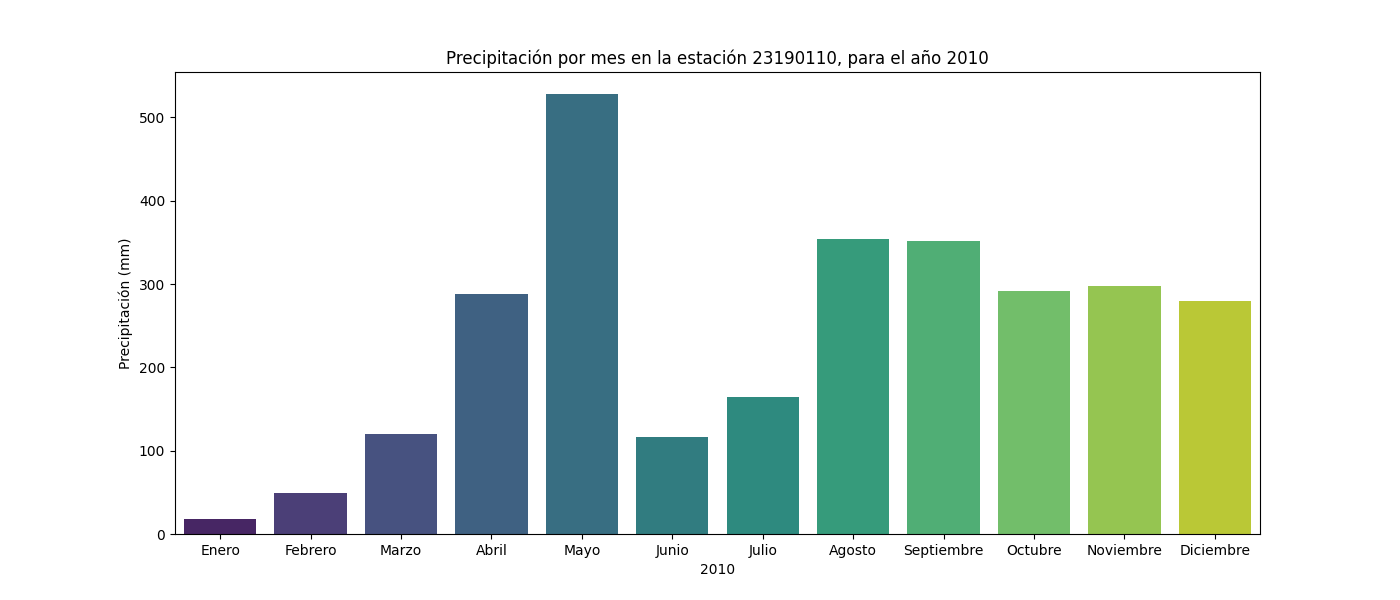 Precipitación por mes en la estación 23190110, para el año 2010
Precipitación (mm)
500
400
300
200
100
0
Enero Febrero Marzo Abril Mayo Junio Julio Agosto Septiembre Octubre Noviembre Diciembre
2010